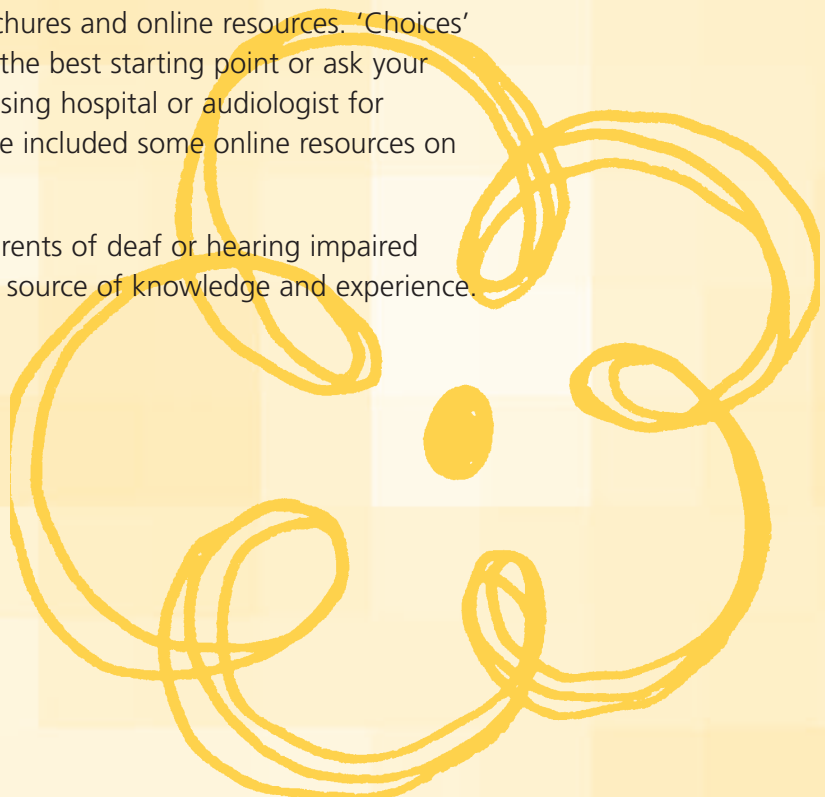 chures and online resources. ‘Choices’
the best starting point or ask your
sing hospital or audiologist for
e included some online resources on
rents of deaf or hearing impaired
source of knowledge and experience.